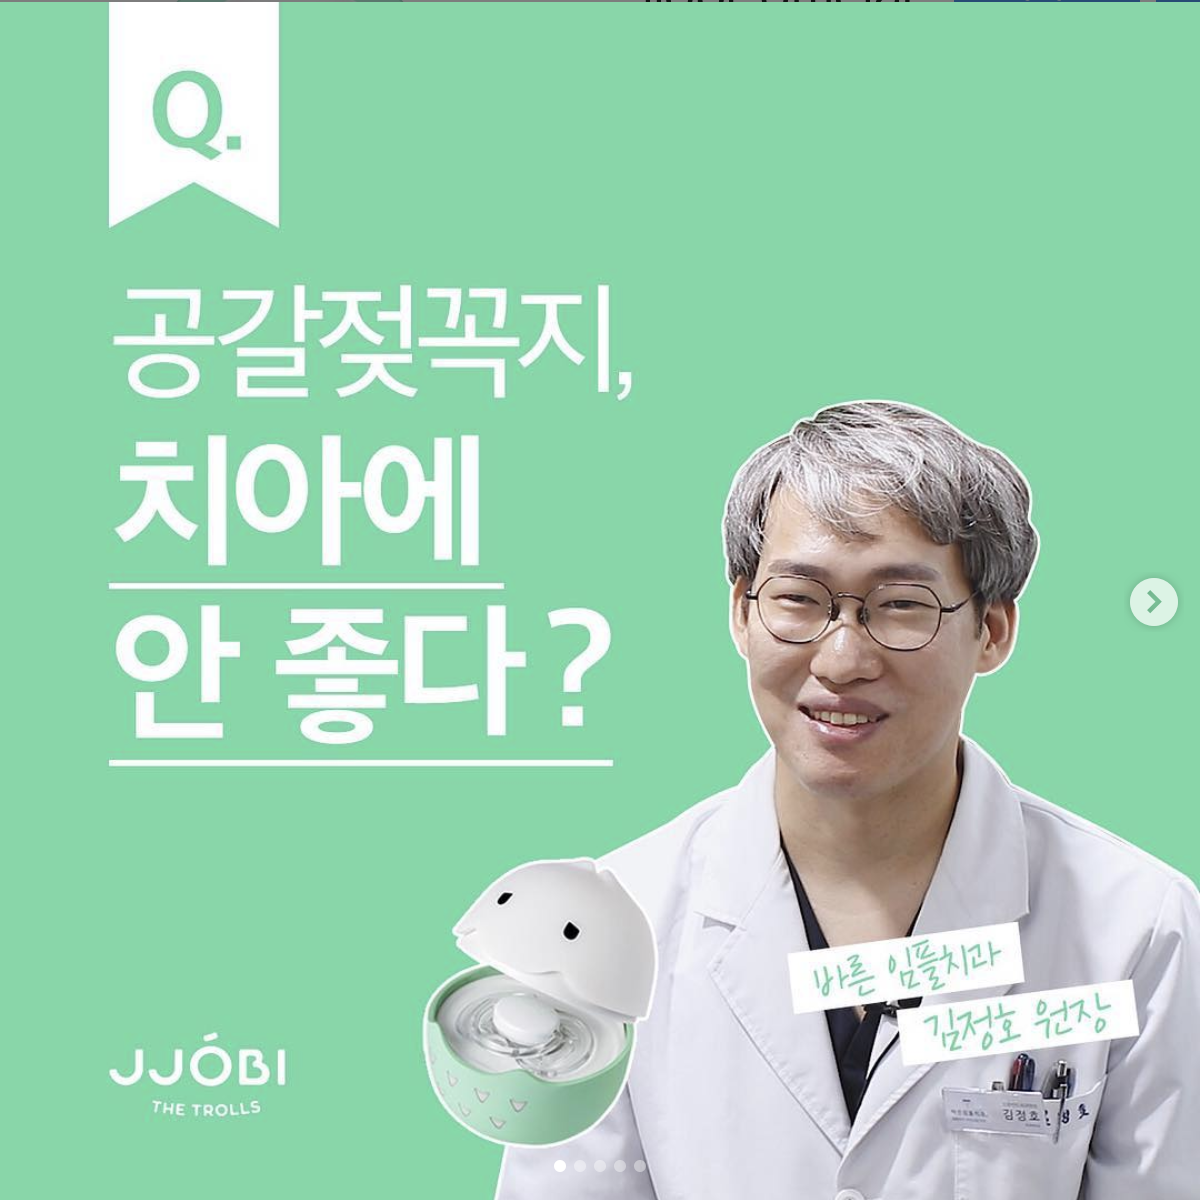 Q.
공갈젖꼭지,
치아에
안 좋다?
바른 임플치과
김정호 원장
김정호
JJÓBI
THE TROLLS